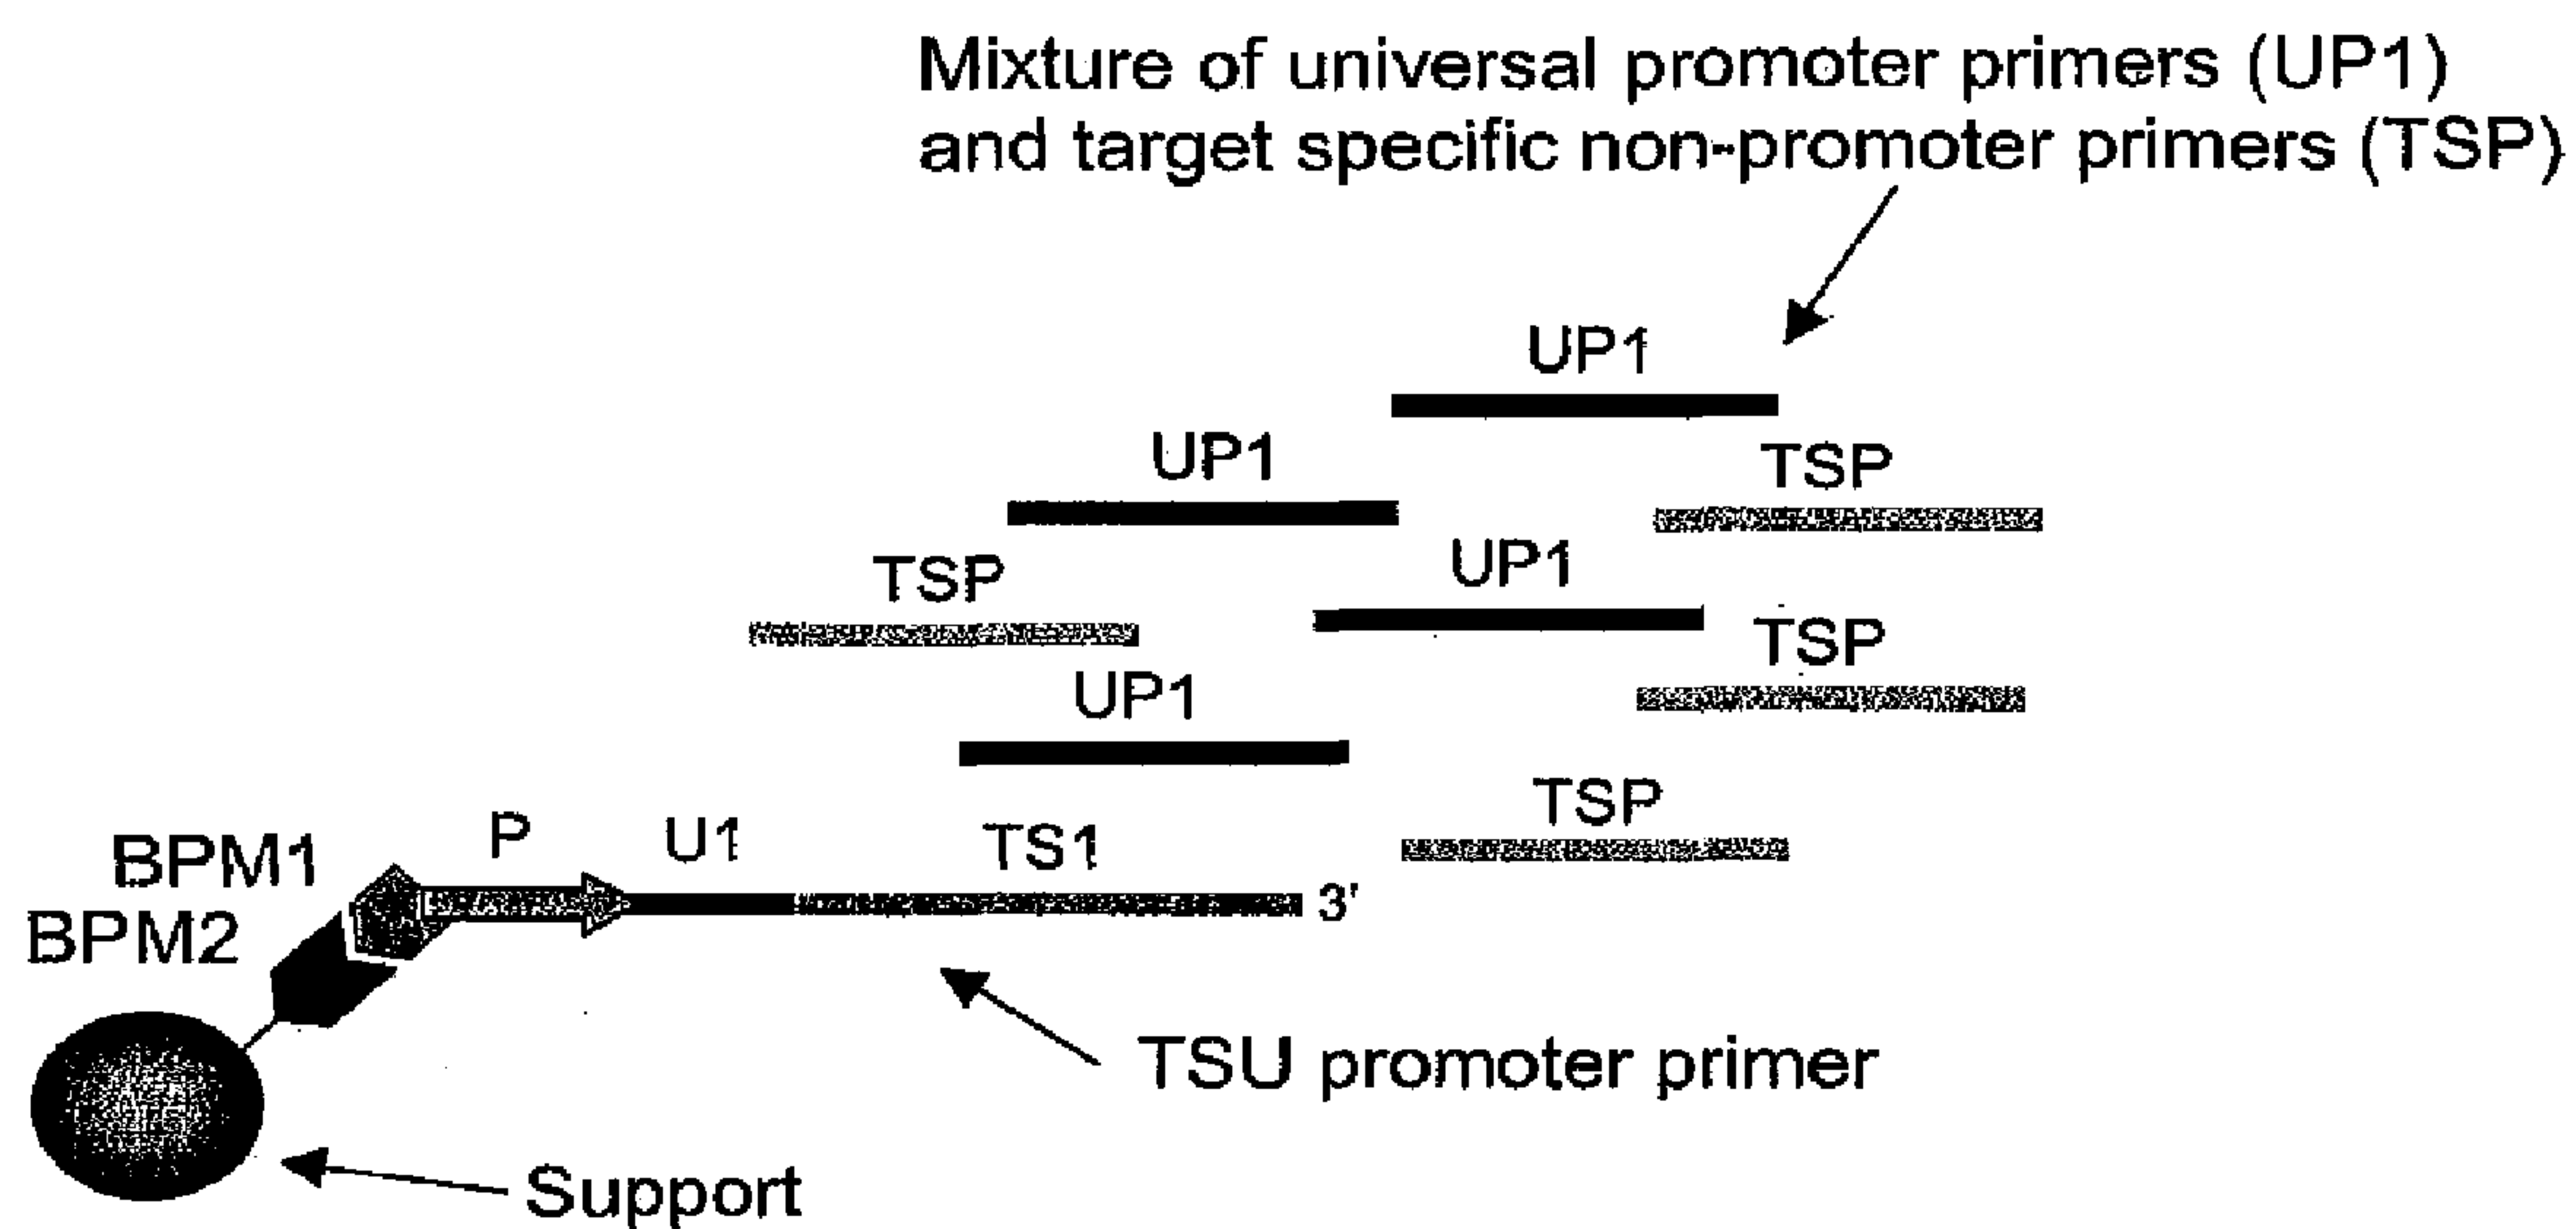 Mixture of universal promoter primers (UP1)
and target specific non-promoter primers (TSP)
UP1
UP1
TSP
UP1
TSP
TSP
UP1
TSP
P
U1
TS1
BPM1
3'
BPM2
TSU promoter primer
Support